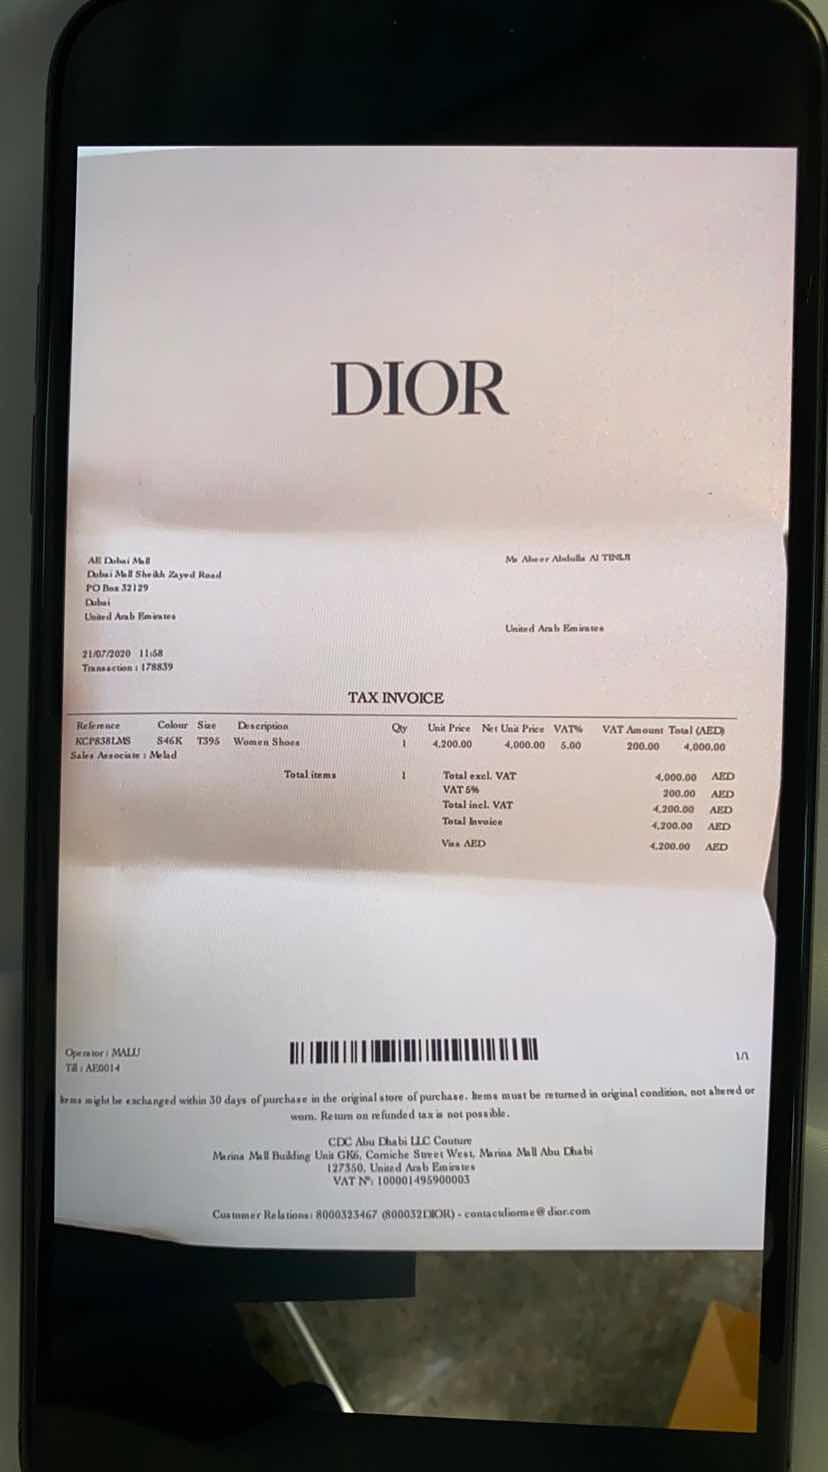 DIOR
AE Dubai Mall
Dubai Mall Sheikh Zayed Road
PO Box 32129
Dubai
United Arab Emirates
Ms Abeer Abdulla Al
United Arab Emirates
21/07/2020 11:58
Transaction : 178839
TAX INVOICE
Reference Colour Size Description Qty Unit Price Net Unit Price VAT% VAT Amount Total (AED)
KCP838LMS S46K T395 Women Shoes 1 4,200.00 4,000.00 5.00 200.00 4,000.00
Sales Associate : Melad
Total items 1 Total excl. VAT 4,000.00 AED
VAT 5% 200.00 AED
Total incl. VAT 4,200.00 AED
Total Invoice 4,200.00 AED
Visa AED 4,200.00 AED
Operator : MALU
Till : AE0014
1/1
Items might be exchanged within 30 days of purchase in the original store of purchase. Items must be returned in original condition, not altered or
worn. Return on refunded tax is not possible.
CDC Abu Dhabi LLC Couture
Marina Mall Building Unit GK6, Corniche Street West, Marina Mall Abu Dhabi
127350, United Arab Emirates
VAT N°: 100001495900003
Customer Relations: 8000323467 (800032DIOR) - contactdiorme@dior.com